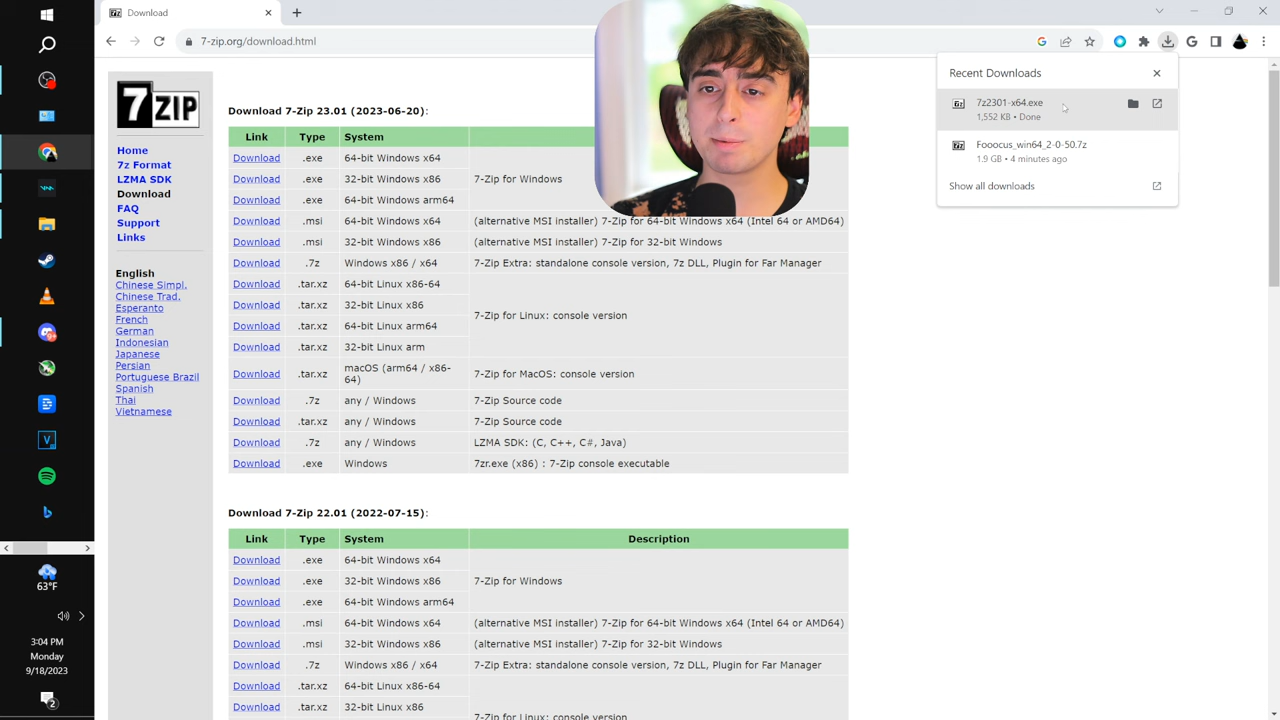 Download
7-zip.org/download.html
Recent Downloads
7z2301-x64.exe
1,552 KB • Done
Fooocus_win64_2-0-50.7z
1.9 GB • 4 minutes ago
Show all downloads
7ZIP
Home
7z Format
LZMA SDK
Download
FAQ
Support
Links
English
Chinese Simpl.
Chinese Trad.
Esperanto
French
German
Indonesian
Japanese
Persian
Portuguese Brazil
Spanish
Thai
Vietnamese
Download 7-Zip 23.01 (2023-06-20):
Link Type System
Download .exe 64-bit Windows x64
Download .exe 32-bit Windows x86 7-Zip for Windows
Download .exe 64-bit Windows arm64
Download .msi 64-bit Windows x64 (alternative MSI installer) 7-Zip for 64-bit Windows x64 (Intel 64 or AMD64)
Download .msi 32-bit Windows x86 (alternative MSI installer) 7-Zip for 32-bit Windows
Download .7z Windows x86 / x64 7-Zip Extra: standalone console version, 7z DLL, Plugin for Far Manager
Download .tar.xz 64-bit Linux x86-64
Download .tar.xz 32-bit Linux x86
7-Zip for Linux: console version
Download .tar.xz 64-bit Linux arm64
Download .tar.xz 32-bit Linux arm
Download .tar.xz macOS (arm64 / x86-
64) 7-Zip for MacOS: console version
Download .7z any / Windows 7-Zip Source code
Download .tar.xz any / Windows 7-Zip Source code
Download .7z any / Windows LZMA SDK: (C, C++, C#, Java)
Download .exe Windows 7zr.exe (x86) : 7-Zip console executable
Download 7-Zip 22.01 (2022-07-15):
Link Type System Description
Download .exe 64-bit Windows x64
Download .exe 32-bit Windows x86 7-Zip for Windows
Download .exe 64-bit Windows arm64
Download .msi 64-bit Windows x64 (alternative MSI installer) 7-Zip for 64-bit Windows x64 (Intel 64 or AMD64)
Download .msi 32-bit Windows x86 (alternative MSI installer) 7-Zip for 32-bit Windows
Download .7z Windows x86 / x64 7-Zip Extra: standalone console version, 7z DLL, Plugin for Far Manager
Download .tar.xz 64-bit Linux x86-64
Download .tar.xz 32-bit Linux x86
7-Zip for Linux: console version
63°F
3:04 PM
Monday
9/18/2023
2